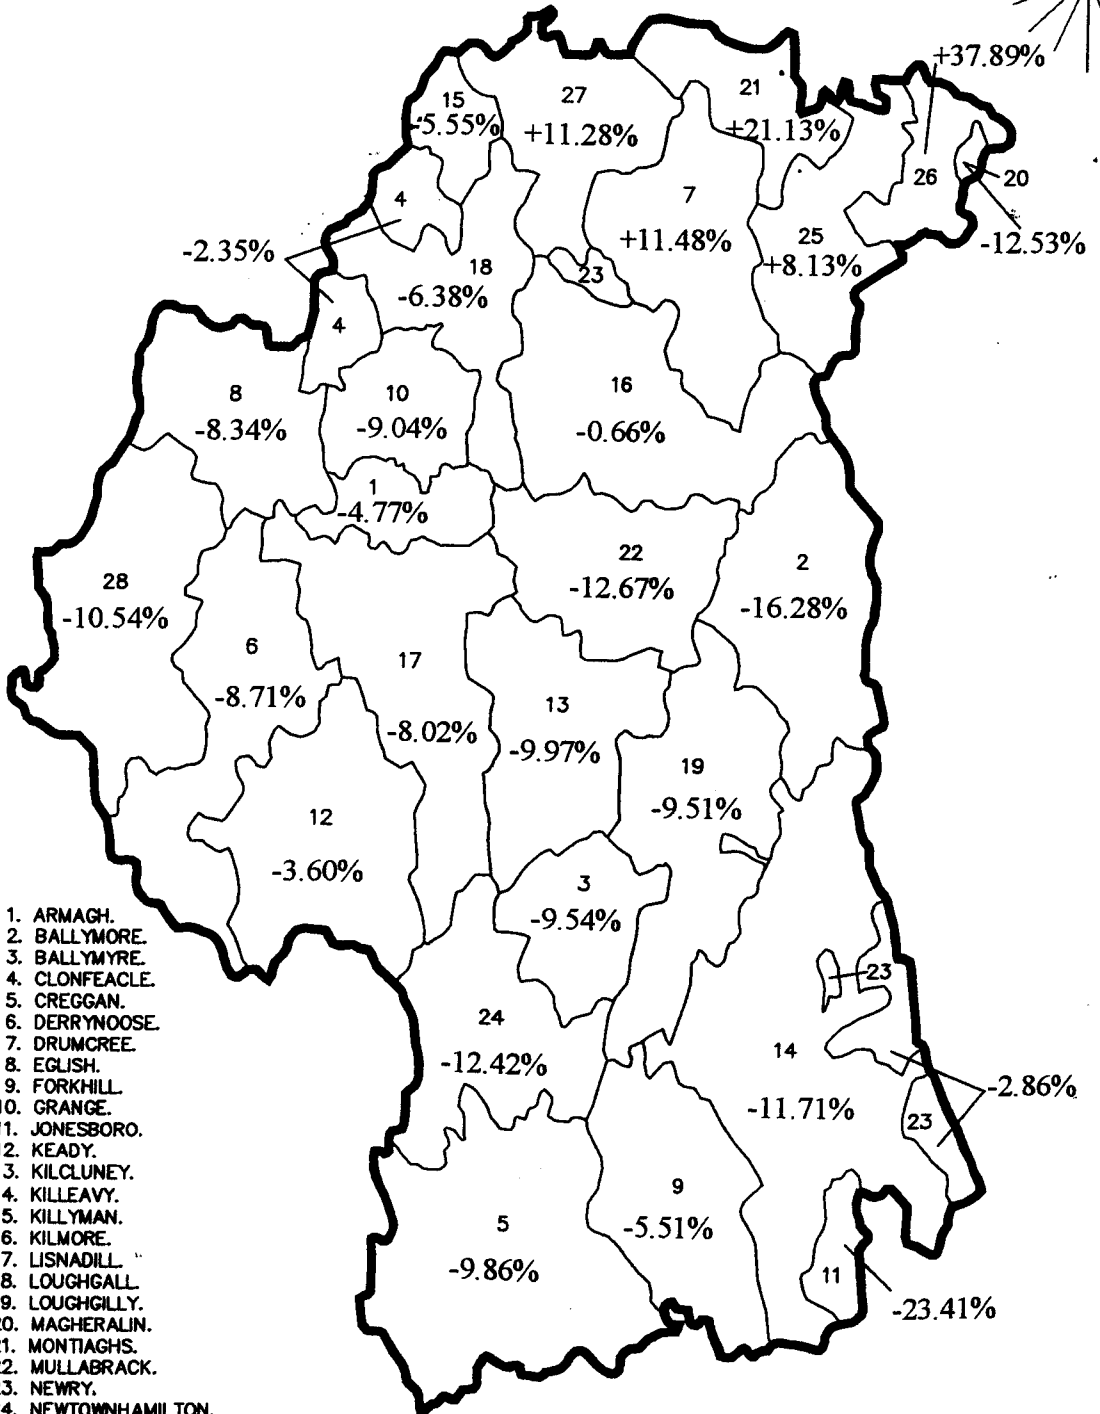 +37.89%
15
-5.55%
27
+11.28%
21
+21.13%
26
20
-12.53%
4
-2.35%
7
+11.48%
25
+8.13%
18
-6.38%
23
4
8
-8.34%
10
-9.04%
16
-0.66%
1
-4.77%
22
-12.67%
2
-16.28%
28
-10.54%
6
-8.71%
17
-8.02%
13
-9.97%
19
-9.51%
12
-3.60%
3
-9.54%
23
24
-12.42%
14
-11.71%
-2.86%
23
9
-5.51%
5
-9.86%
11
-23.41%
1. ARMAGH.
2. BALLYMORE.
3. BALLYMYRE.
4. CLONFEACLE.
5. CREGGAN.
6. DERRYNOOSE.
7. DRUMCREE.
8. EGLISH.
9. FORKHILL.
0. GRANGE.
1. JONESBORO.
2. KEADY.
3. KILCLUNEY.
4. KILLEAVY.
5. KILLYMAN.
6. KILMORE.
7. LISNADILL.
8. LOUGHGALL.
9. LOUGHGILLY.
0. MAGHERALIN.
1. MONTIAGHS.
2. MULLABRACK.
3. NEWRY.
4. NEWTOWNHAMILTON.